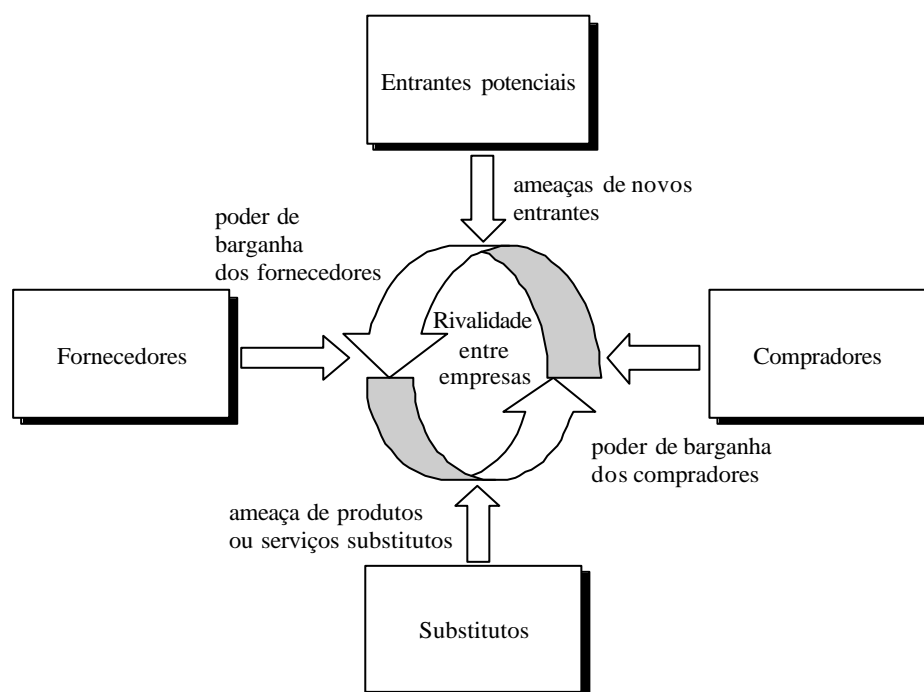 Entrantes potenciais
ameaças de novos
entrantes
poder de
barganha
dos fornecedores
Fornecedores
Rivalidade
entre
empresas
Compradores
poder de barganha
dos compradores
ameaça de produtos
ou serviços substitutos
Substitutos